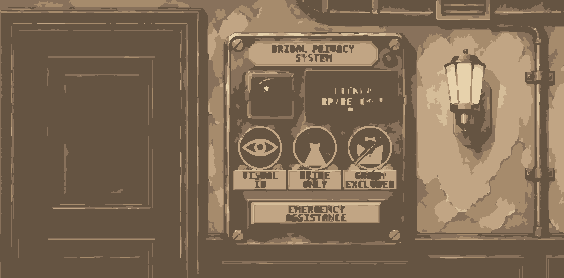 BRIDAL PRIVACY
SYSTEM
VISUAL
ID
BRIDE
ONLY
GROOM
EXCLUDED
EMERGENCY
ASSISTANCE